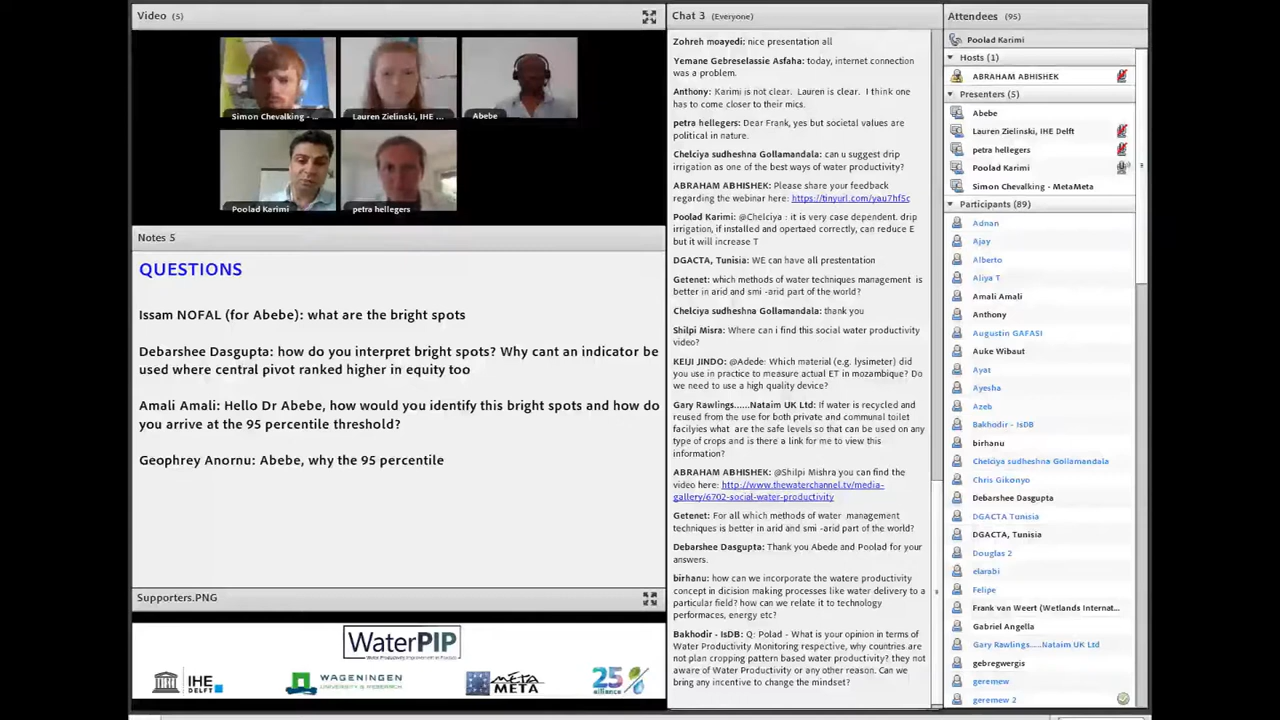 Video (5)
Simon Chevalking - ...
Lauren Zielinski, IHE ...
Abebe
Poolad Karimi
petra hellegers
Notes 5
QUESTIONS
Issam NOFAL (for Abebe): what are the bright spots
Debarshee Dasgupta: how do you interpret bright spots? Why cant an indicator be
used where central pivot ranked higher in equity too
Amali Amali: Hello Dr Abebe, how would you identify this bright spots and how do
you arrive at the 95 percentile threshold?
Geophrey Anornu: Abebe, why the 95 percentile
Supporters.PNG
WaterPIP
IHE
DELFT
WAGENINGEN
UNIVERSITY & RESEARCH
META
META
25
alliance
Chat 3 (Everyone)
Zohreh moayedi: nice presentation all
Yemane Gebreselassie Asfaha: today, internet connection
was a problem.
Anthony: Karimi is not clear. Lauren is clear. I think one
has to come closer to their mics.
petra hellegers: Dear Frank, yes but societal values are
political in nature.
Chelciya sudheshna Gollamandala: can u suggest drip
irrigation as one of the best ways of water productivity?
ABRAHAM ABHISHEK: Please share your feedback
regarding the webinar here: https://tinyurl.com/yau7hf5c
Poolad Karimi: @Chelciya : it is very case dependent. drip
irrigation, if installed and opertaed correctly, can reduce E
but it will increase T
DGACTA, Tunisia: WE can have all prestentation
Getenet: which methods of water techniques management is
better in arid and smi -arid part of the world?
Chelciya sudheshna Gollamandala: thank you
Shilpi Misra: Where can i find this social water productivity
video?
KEIJI JINDO: @Adede: Which material (e.g. lysimeter) did
you use in practice to measure actual ET in mozambique? Do
we need to use a high quality device?
Gary Rawlings......Nataim UK Ltd: If water is recycled and
reused from the use for both private and communal toilet
facilyies what are the safe levels so that can be used on any
type of crops and is there a link for me to view this
information?
ABRAHAM ABHISHEK: @Shilpi Mishra you can find the
video here: http://www.thewaterchannel.tv/media-
gallery/6702-social-water-productivity
Getenet: For all which methods of water management
techniques is better in arid and smi -arid part of the world?
Debarshee Dasgupta: Thank you Abede and Poolad for your
answers.
birhanu: how can we incorporate the watere productivity
concept in dicision making processes like water delivery to a
particular field? how can we relate it to technology
performaces, energy etc?
Bakhodir - IsDB: Q: Polad - What is your opinion in terms of
Water Productivity Monitoring respective, why countries are
not plan cropping pattern based water productivity? they not
aware of Water Productivity or any other reason. Can we
bring any incentive to change the mindset?
Attendees (95)
Poolad Karimi
Hosts (1)
ABRAHAM ABHISHEK
Presenters (5)
Abebe
Lauren Zielinski, IHE Delft
petra hellegers
Poolad Karimi
Simon Chevalking - MetaMeta
Participants (89)
Adnan
Ajay
Alberto
Aliya T
Amali Amali
Anthony
Augustin GAFASI
Auke Wibaut
Ayat
Ayesha
Azeb
Bakhodir - IsDB
birhanu
Chelciya sudheshna Gollamandala
Chris Gikonyo
Debarshee Dasgupta
DGACTA Tunisia
DGACTA, Tunisia
Douglas 2
elarabi
Felipe
Frank van Weert (Wetlands Internat...
Gabriel Angella
Gary Rawlings.....Nataim UK Ltd
gebregwergis
geremew
geremew 2